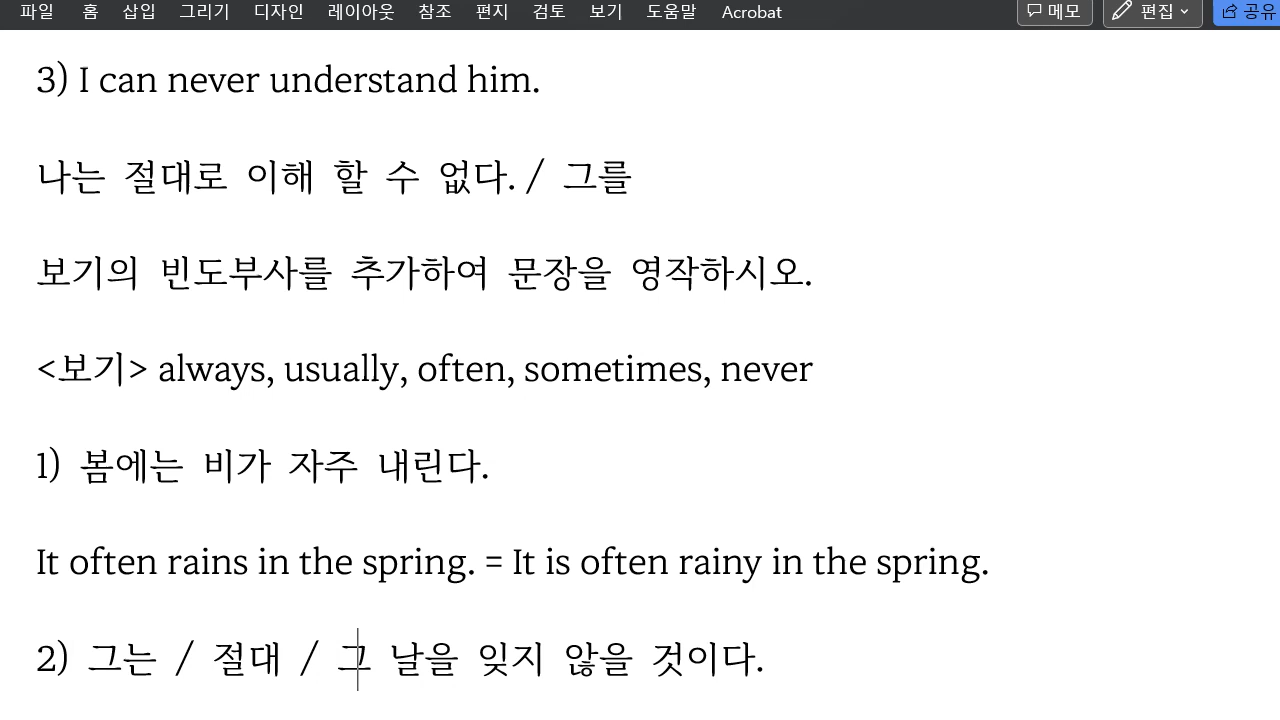 파일 홈 삽입 그리기 디자인 레이아웃 참조 편지 검토 보기 도움말 Acrobat 메모 편집 공유
3) I can never understand him.
나는 절대로 이해 할 수 없다. / 그를
보기의 빈도부사를 추가하여 문장을 영작하시오.
<보기> always, usually, often, sometimes, never
1) 봄에는 비가 자주 내린다.
It often rains in the spring. = It is often rainy in the spring.
2) 그는 / 절대 / 그 날을 잊지 않을 것이다.